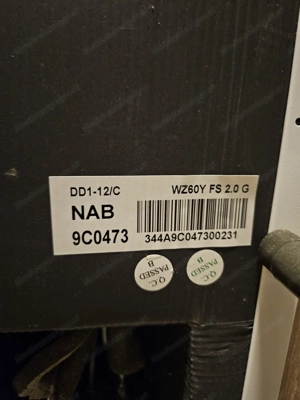 DD1-12/C
WZ60Y FS 2.0 G
NAB
9C0473
344A9C047300231
Q.C.
PASSED
B
Q.C.
PASSED
B